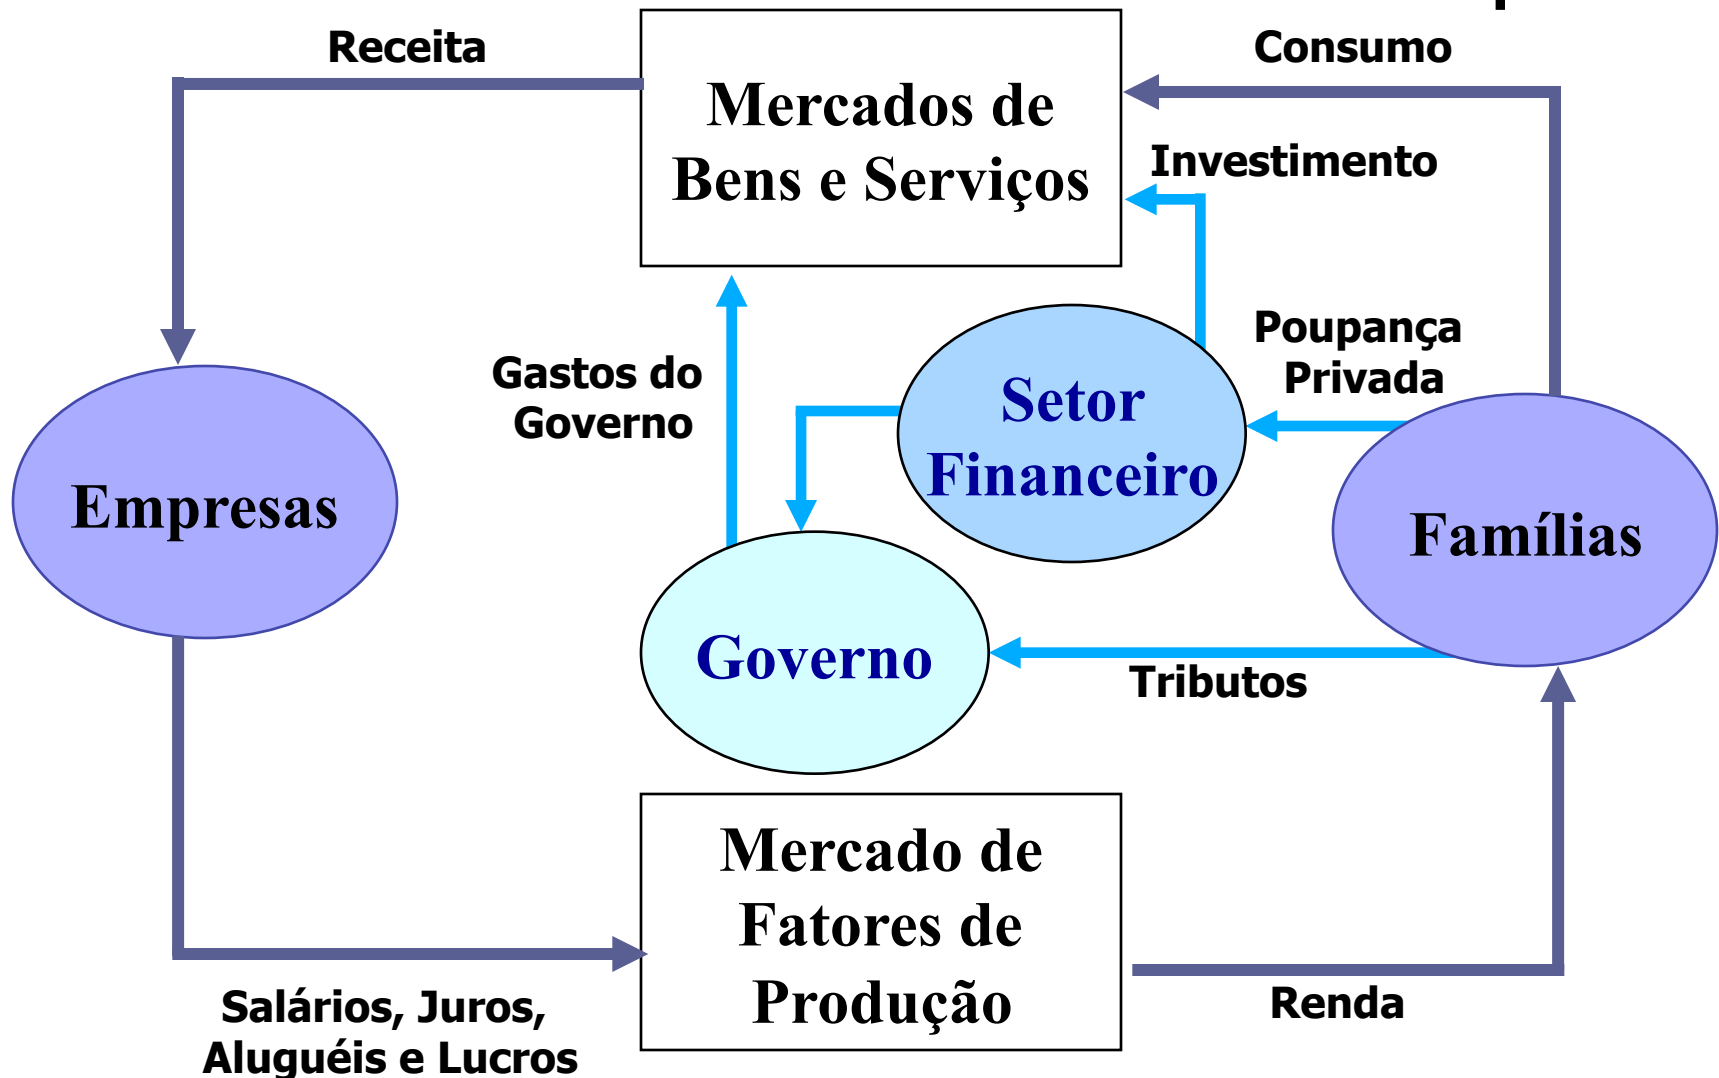 Receita
Consumo
Mercados de
Bens e Serviços
Investimento
Poupança
Privada
Gastos do
Governo
Setor
Financeiro
Empresas
Famílias
Governo
Tributos
Mercado de
Fatores de
Produção
Salários, Juros,
Aluguéis e Lucros
Renda